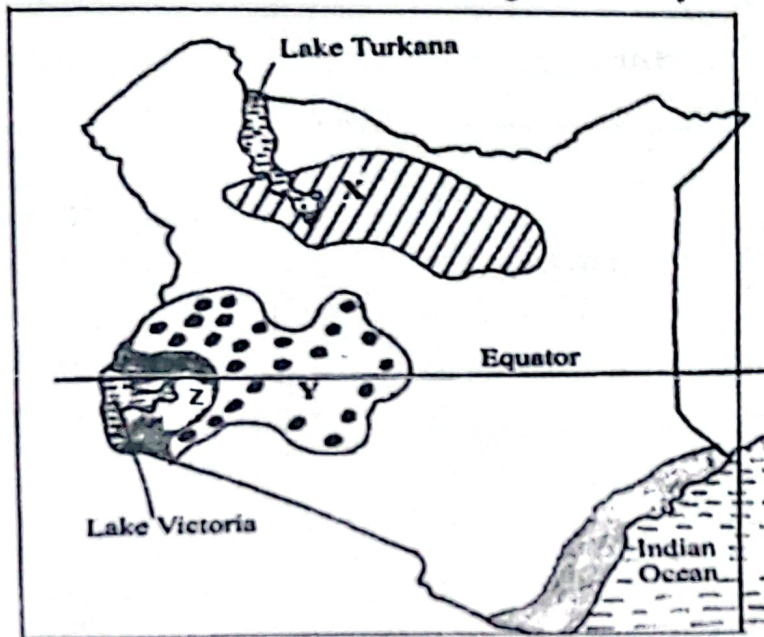 Lake Turkana
X
Equator
Y
Z
Lake Victoria
Indian
Ocean